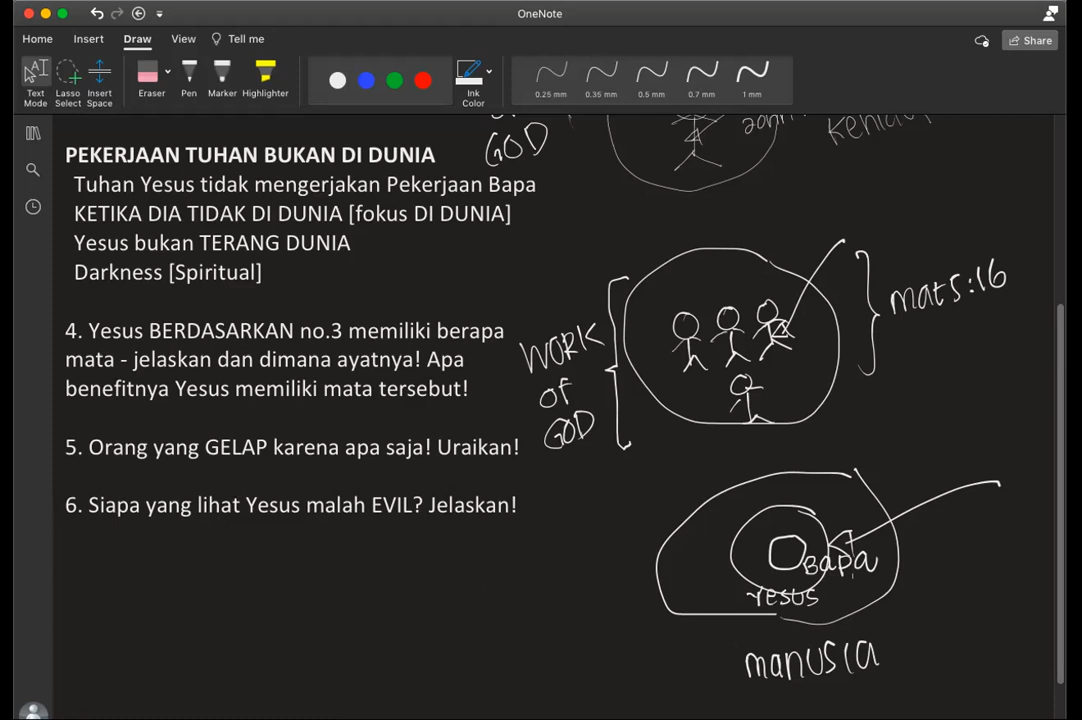 OneNote
Home Insert Draw View Tell me
Share
Text Mode
Lasso Select
Insert Space
Eraser
Pen
Marker
Highlighter
Ink Color
0.25 mm 0.35 mm 0.5 mm 0.7 mm 1 mm
GOD
PEKERJAAN TUHAN BUKAN DI DUNIA
Tuhan Yesus tidak mengerjakan Pekerjaan Bapa
KETIKA DIA TIDAK DI DUNIA [fokus DI DUNIA]
Yesus bukan TERANG DUNIA
Darkness [Spiritual]
4. Yesus BERDASARKAN no.3 memiliki berapa
mata - jelaskan dan dimana ayatnya! Apa
benefitnya Yesus memiliki mata tersebut!
5. Orang yang GELAP karena apa saja! Uraikan!
6. Siapa yang lihat Yesus malah EVIL? Jelaskan!
WORK
of
GOD
mat5:16
Bapa
Yesus
manusia